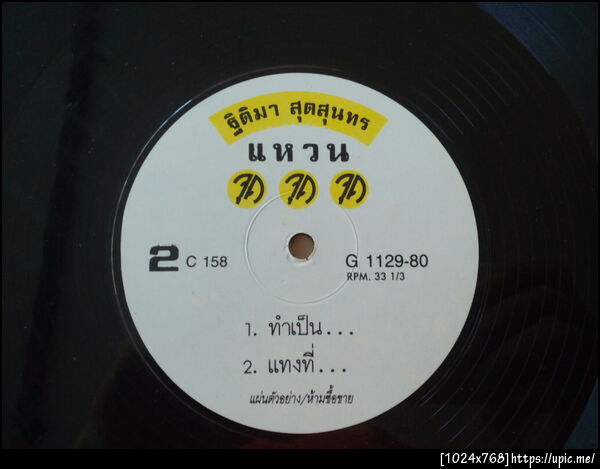 ฐิติมา สุตสุนทร
แหวน
2 C 158
G 1129-80
RPM. 33 1/3
1. ทำเป็น...
2. แทงที่...
แผ่นตัวอย่าง/ห้ามซื้อขาย
[1024x768]https://upic.me/